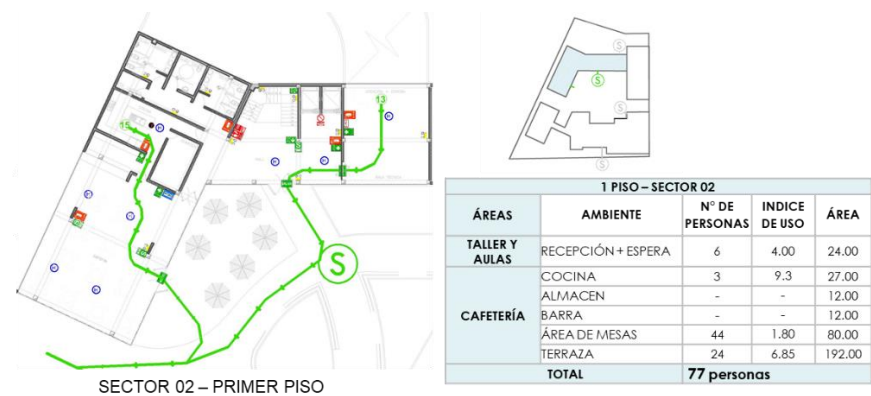 S
S
S
S
13
15
S
SECTOR 02 – PRIMER PISO
1 PISO – SECTOR 02
ÁREAS AMBIENTE N° DE PERSONAS INDICE DE USO ÁREA
TALLER Y AULAS RECEPCIÓN + ESPERA 6 4.00 24.00
CAFETERÍA COCINA 3 9.3 27.00
ALMACEN - - 12.00
BARRA - - 12.00
ÁREA DE MESAS 44 1.80 80.00
TERRAZA 24 6.85 192.00
TOTAL 77 personas